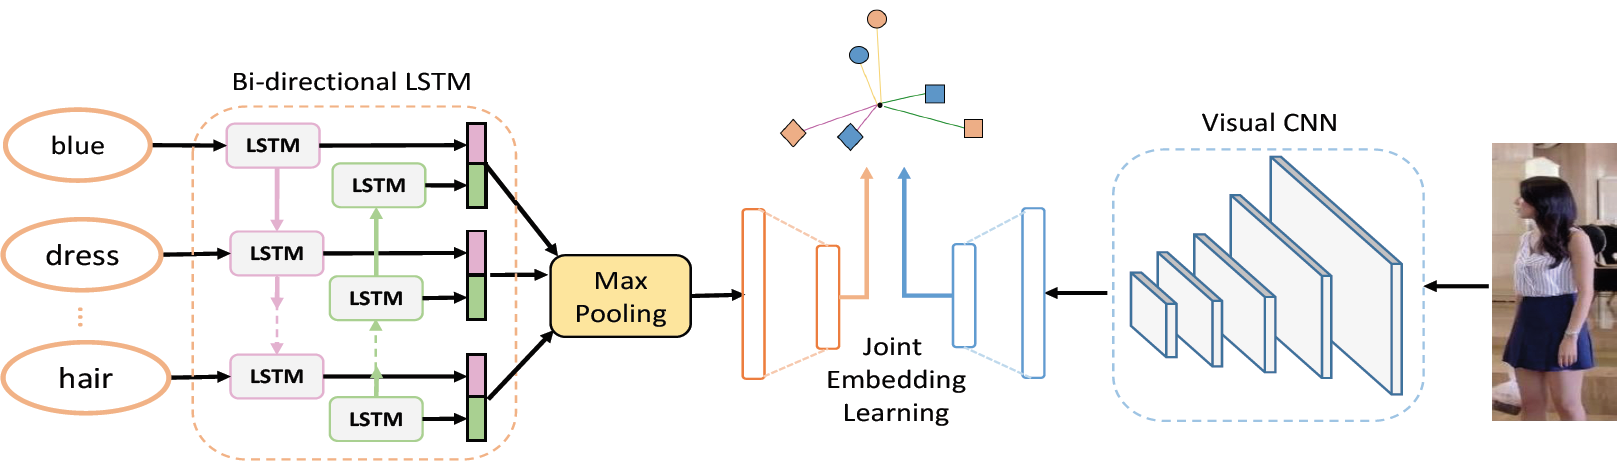 Bi-directional LSTM
blue
LSTM
LSTM
dress
LSTM
LSTM
hair
LSTM
LSTM
Max
Pooling
Joint
Embedding
Learning
Visual CNN